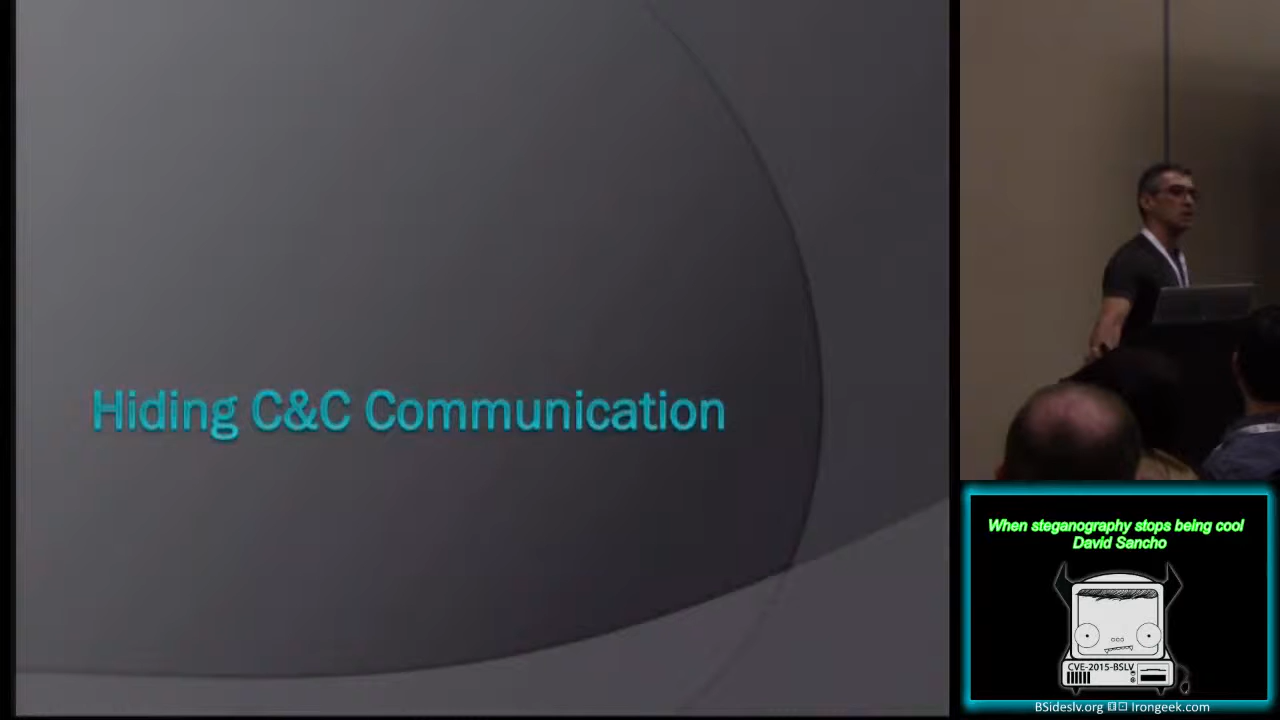 Hiding C&C Communication
When steganography stops being cool
David Sancho
CVE-2015-BSLV
BSideslv.org Irongeek.com